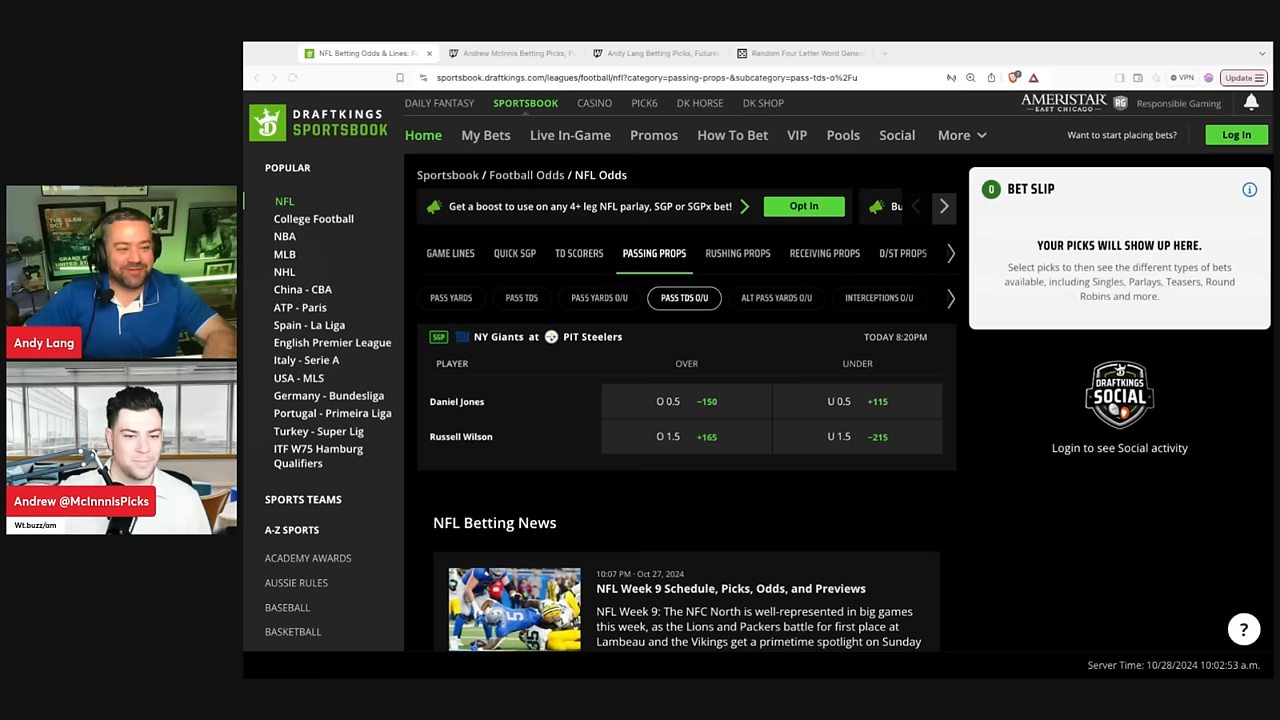 NFL Betting Odds & Lines: P
Andrew McInnis Betting Picks, F
Andy Lang Betting Picks, Future
Random Four Letter Word Gene
sportsbook.draftkings.com/leagues/football/nfl?category=passing-props-&subcategory=pass-tds-o%2Fu
VPN
Update
DRAFTKINGS
SPORTSBOOK
DAILY FANTASY SPORTSBOOK CASINO PICK6 DK HORSE DK SHOP
AMERISTAR
EAST CHICAGO
RG
Responsible Gaming
Home My Bets Live In-Game Promos How To Bet VIP Pools Social More
Want to start placing bets?
Log In
POPULAR
NFL
College Football
NBA
MLB
NHL
China - CBA
ATP - Paris
Spain - La Liga
English Premier League
Italy - Serie A
USA - MLS
Germany - Bundesliga
Portugal - Primeira Liga
Turkey - Super Lig
ITF W75 Hamburg
Qualifiers
SPORTS TEAMS
A-Z SPORTS
ACADEMY AWARDS
AUSSIE RULES
BASEBALL
BASKETBALL
Sportsbook / Football Odds / NFL Odds
Get a boost to use on any 4+ leg NFL parlay, SGP or SGPx bet!
Opt In
Bu
GAME LINES QUICK SGP TD SCORERS PASSING PROPS RUSHING PROPS RECEIVING PROPS D/ST PROPS
PASS YARDS PASS TDS PASS YARDS O/U PASS TDS O/U ALT PASS YARDS O/U INTERCEPTIONS O/U
SGP NY Giants at PIT Steelers TODAY 8:20PM
PLAYER OVER UNDER
Daniel Jones O 0.5 −150 U 0.5 +115
Russell Wilson O 1.5 +165 U 1.5 −215
NFL Betting News
10:07 PM · Oct 27, 2024
NFL Week 9 Schedule, Picks, Odds, and Previews
NFL Week 9: The NFC North is well-represented in big games
this week, as the Lions and Packers battle for first place at
Lambeau and the Vikings get a primetime spotlight on Sunday
0 BET SLIP
YOUR PICKS WILL SHOW UP HERE.
Select picks to then see the different types of bets
available, including Singles, Parlays, Teasers, Round
Robins and more.
DRAFTKINGS
SOCIAL
Login to see Social activity
?
Server Time: 10/28/2024 10:02:53 a.m.
Andy Lang
Andrew @McInnnisPicks
Wt.buzz/am